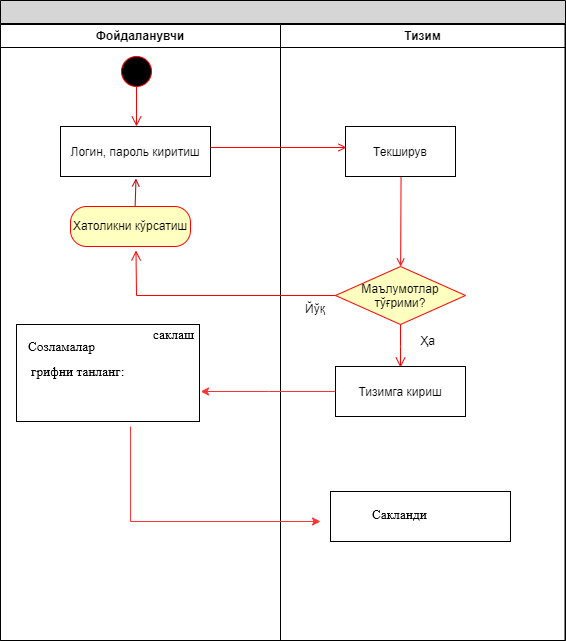 Фойдаланувчи
Тизим
Логин, пароль киритиш
Текширув
Хатоликни кўрсатиш
Маълумотлар
тўғрими?
Йўқ
Ҳа
саклаш
Созламалар
грифни танланг:
Тизимга кириш
Сакланди